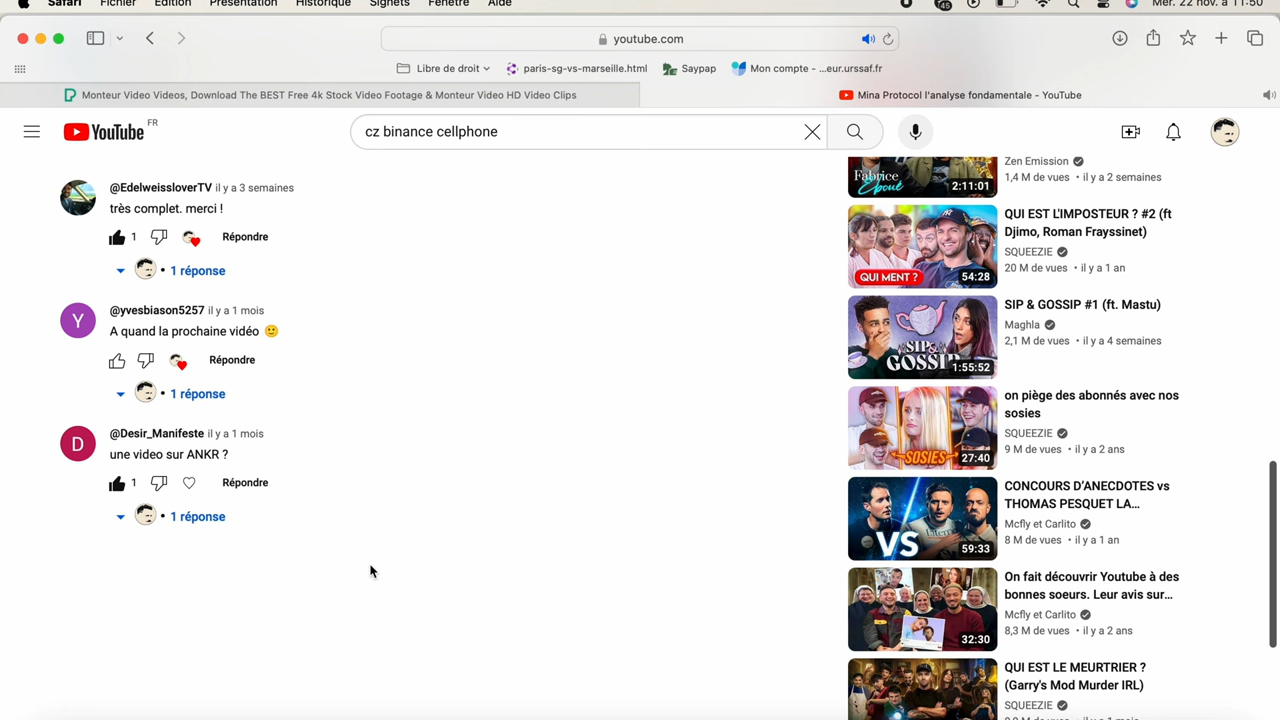 Safari Fichier Édition Présentation Historique Signets Fenêtre Aide
45
Mer. 22 nov. à 11:50
youtube.com
Libre de droit
paris-sg-vs-marseille.html
Saypap
Mon compte - ...eur.urssaf.fr
Monteur Video Videos, Download The BEST Free 4k Stock Video Footage & Monteur Video HD Video Clips
Mina Protocol l'analyse fondamentale - YouTube
YouTube FR
cz binance cellphone
@EdelweissloverTV il y a 3 semaines
très complet. merci !
1
Répondre
• 1 réponse
Y
@yvesbiason5257 il y a 1 mois
A quand la prochaine vidéo 🙂
Répondre
• 1 réponse
D
@Desir_Manifeste il y a 1 mois
une video sur ANKR ?
1
Répondre
• 1 réponse
Fabrice
Eboué
2:11:01
Zen Emission
1,4 M de vues • il y a 2 semaines
QUI MENT ?
54:28
QUI EST L'IMPOSTEUR ? #2 (ft
Djimo, Roman Frayssinet)
SQUEEZIE
20 M de vues • il y a 1 an
SIP &
GOSSIP
1:55:52
SIP & GOSSIP #1 (ft. Mastu)
Maghla
2,1 M de vues • il y a 4 semaines
SOSIES
27:40
on piège des abonnés avec nos
sosies
SQUEEZIE
9 M de vues • il y a 2 ans
VS
59:33
CONCOURS D'ANECDOTES vs
THOMAS PESQUET LA...
Mcfly et Carlito
8 M de vues • il y a 1 an
32:30
On fait découvrir Youtube à des
bonnes soeurs. Leur avis sur...
Mcfly et Carlito
8,3 M de vues • il y a 2 ans
QUI EST LE MEURTRIER ?
(Garry's Mod Murder IRL)
SQUEEZIE